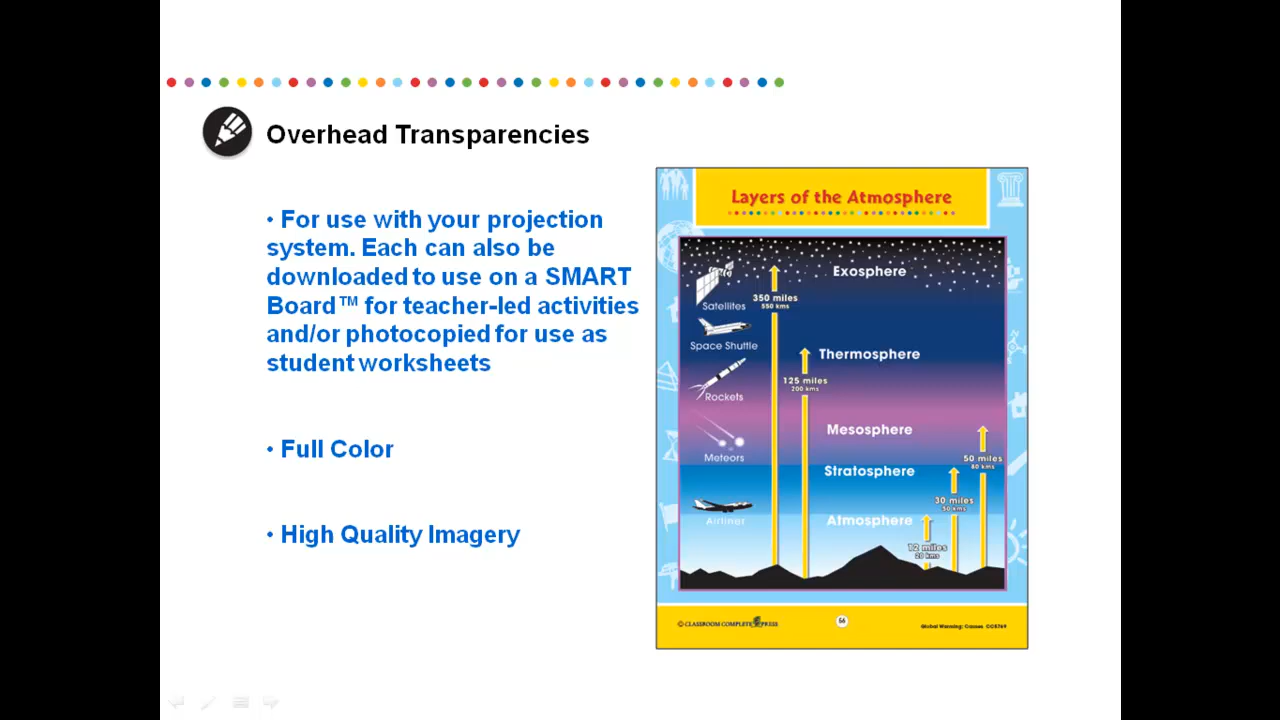 Overhead Transparencies
• For use with your projection
system. Each can also be
downloaded to use on a SMART
Board™ for teacher-led activities
and/or photocopied for use as
student worksheets
• Full Color
• High Quality Imagery
Layers of the Atmosphere
Exosphere
350 miles
550 kms
Satellites
Space Shuttle
Thermosphere
125 miles
200 kms
Rockets
Mesosphere
Meteors
50 miles
80 kms
Stratosphere
30 miles
50 kms
Airliner
Atmosphere
12 miles
20 kms
© CLASSROOM COMPLETE PRESS
56
Global Warming: Causes CC5769